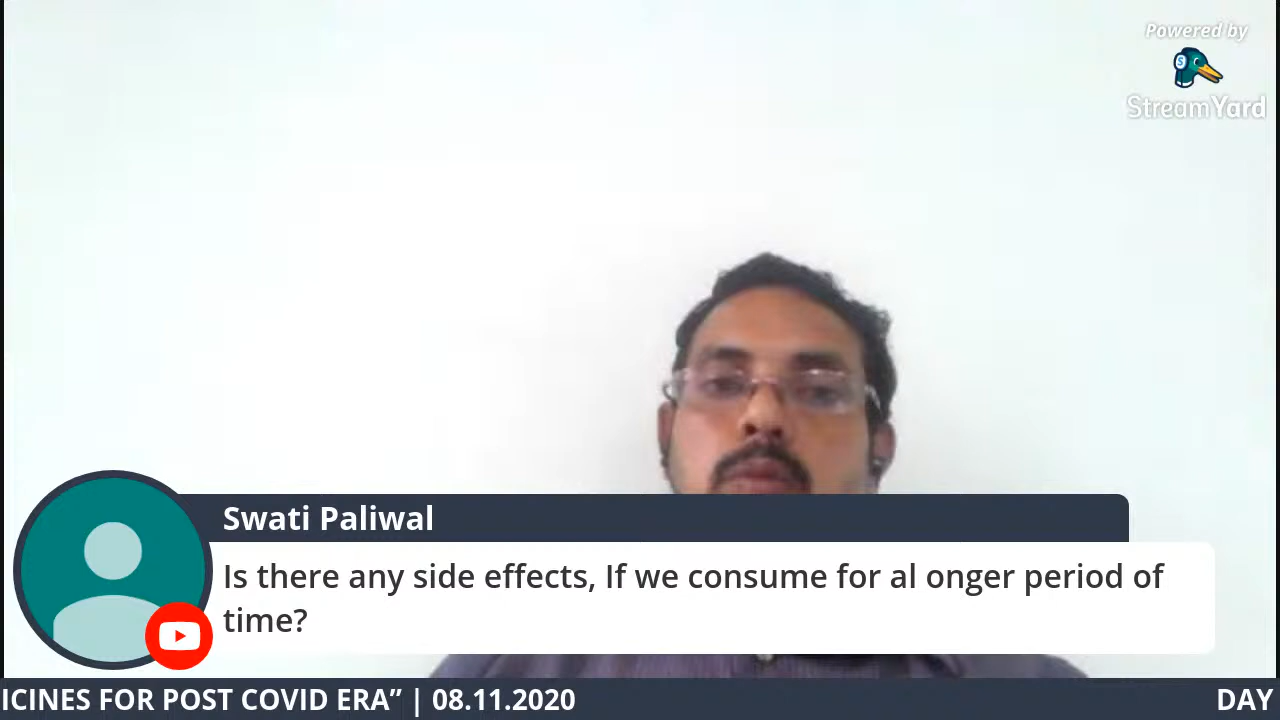 Powered by
StreamYard
Swati Paliwal
Is there any side effects, If we consume for al onger period of
time?
ICINES FOR POST COVID ERA” | 08.11.2020
DAY